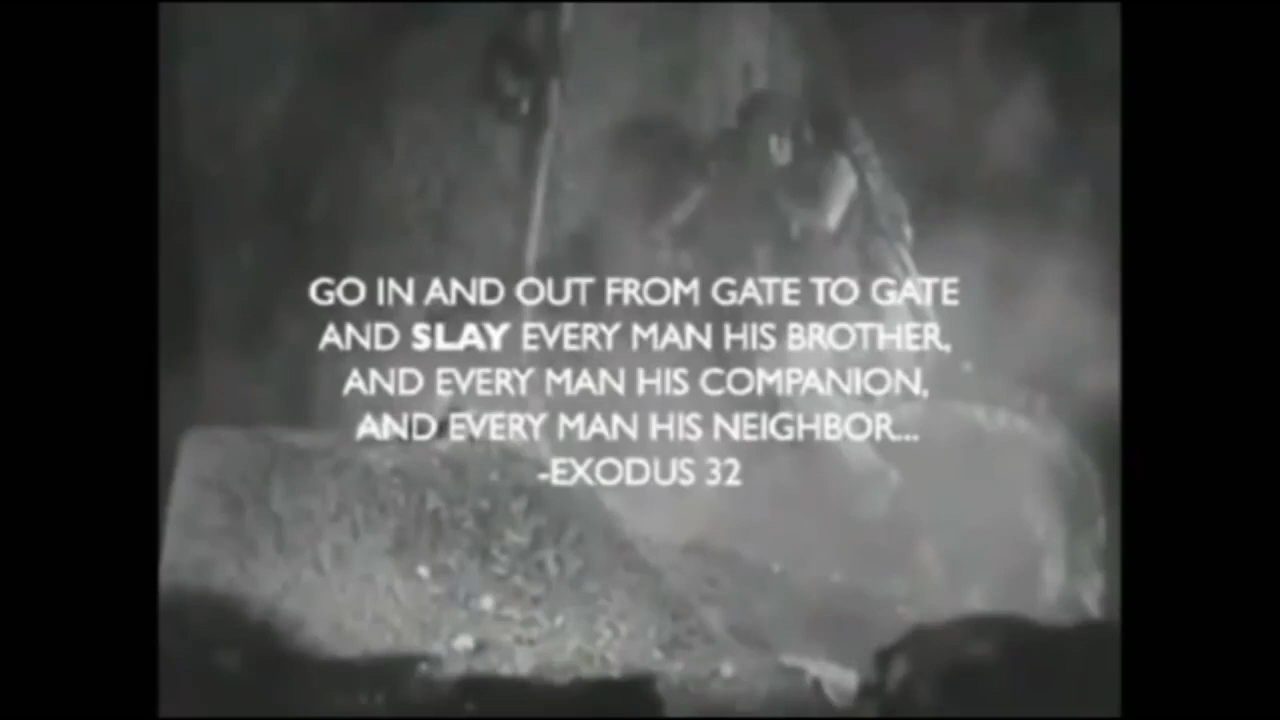 GO IN AND OUT FROM GATE TO GATE
AND SLAY EVERY MAN HIS BROTHER,
AND EVERY MAN HIS COMPANION,
AND EVERY MAN HIS NEIGHBOR...
-EXODUS 32